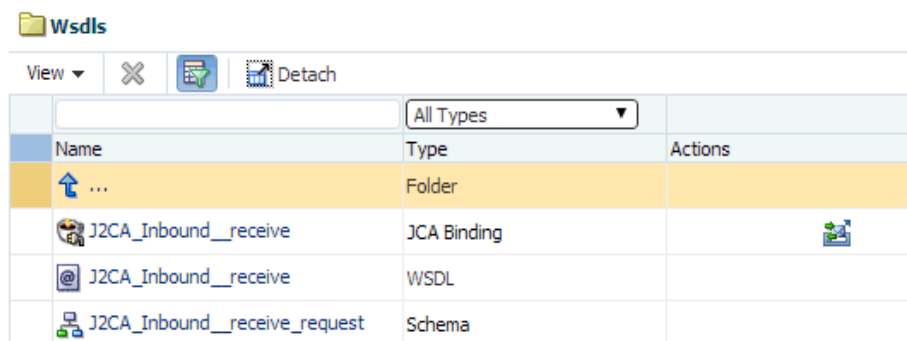 Wsdls
View Detach
All Types
Name Type Actions
... Folder
J2CA_Inbound__receive JCA Binding
J2CA_Inbound__receive WSDL
J2CA_Inbound__receive_request Schema